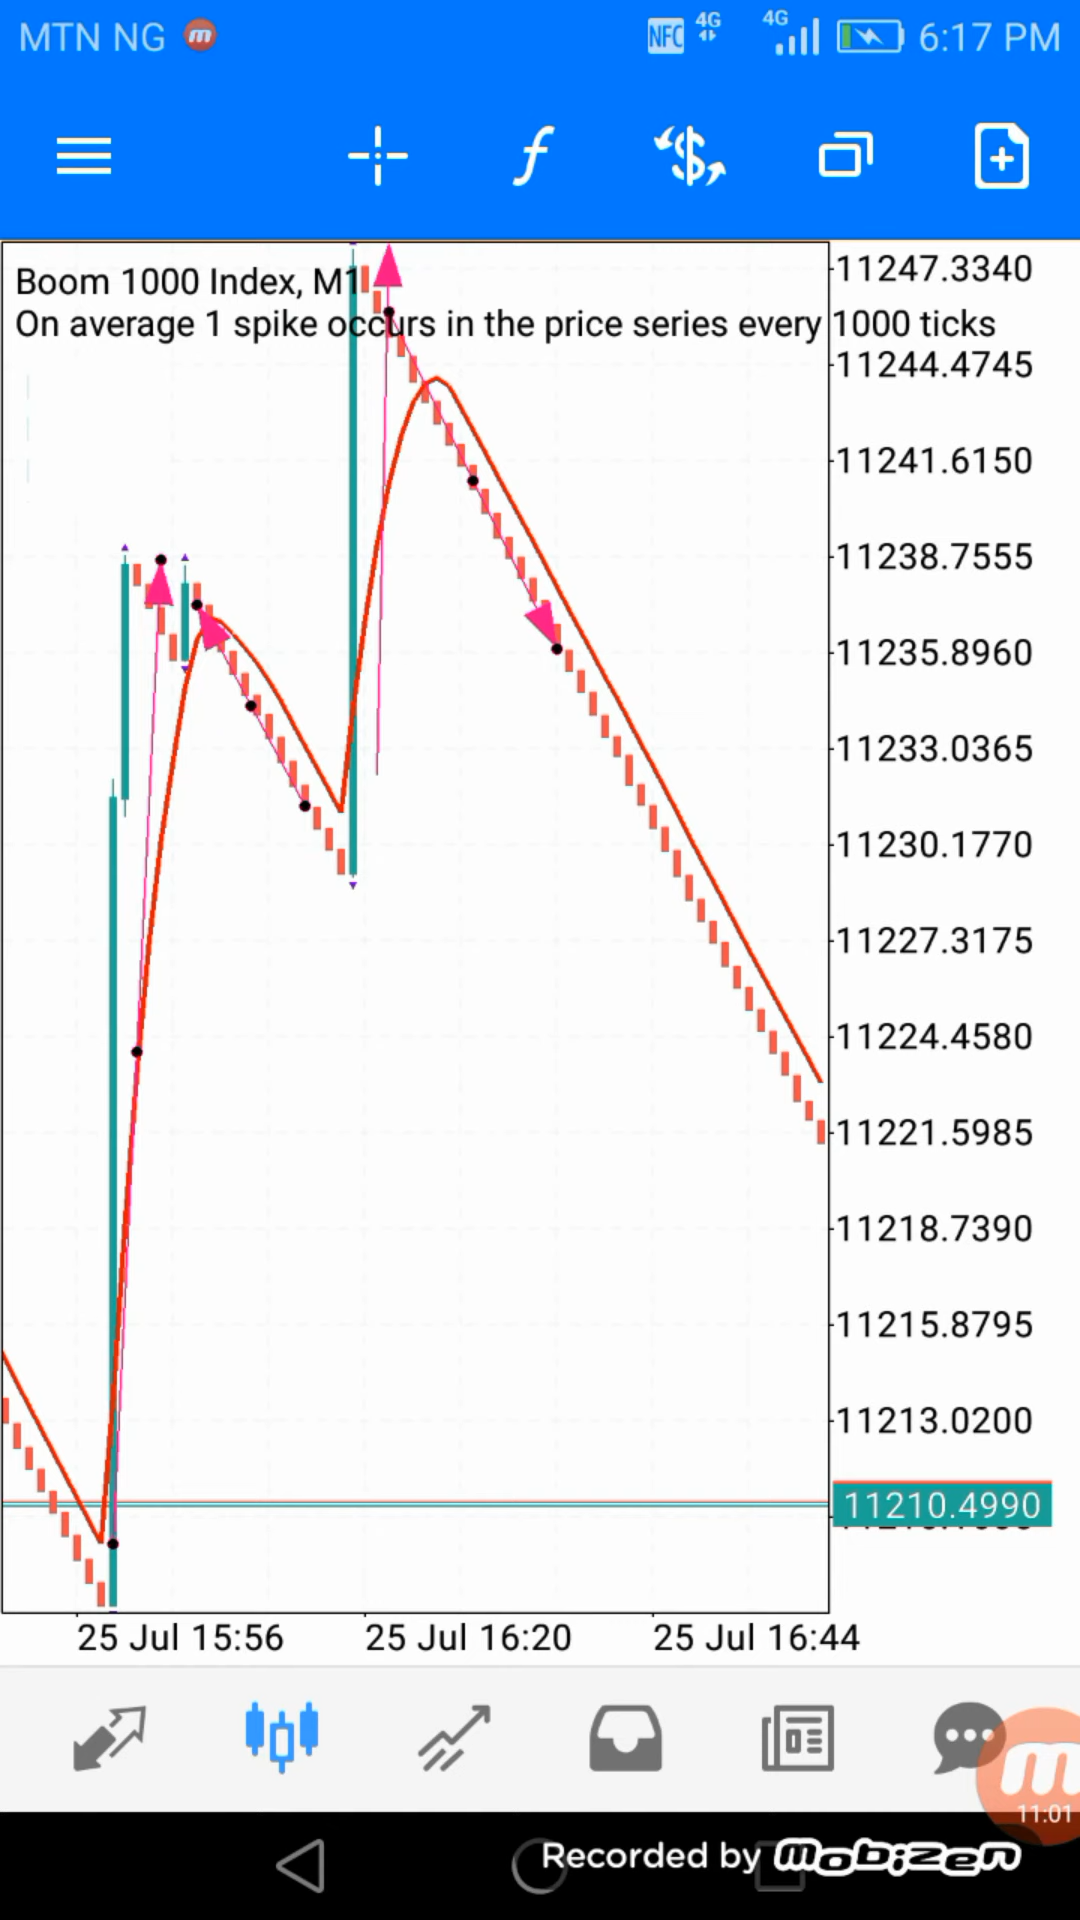 MTN NG m NFC 4G 4G 6:17 PM
f $
Boom 1000 Index, M1
On average 1 spike occurs in the price series every 1000 ticks
11247.3340
11244.4745
11241.6150
11238.7555
11235.8960
11233.0365
11230.1770
11227.3175
11224.4580
11221.5985
11218.7390
11215.8795
11213.0200
11210.4990
25 Jul 15:56 25 Jul 16:20 25 Jul 16:44
m
11:01
Recorded by mobizen